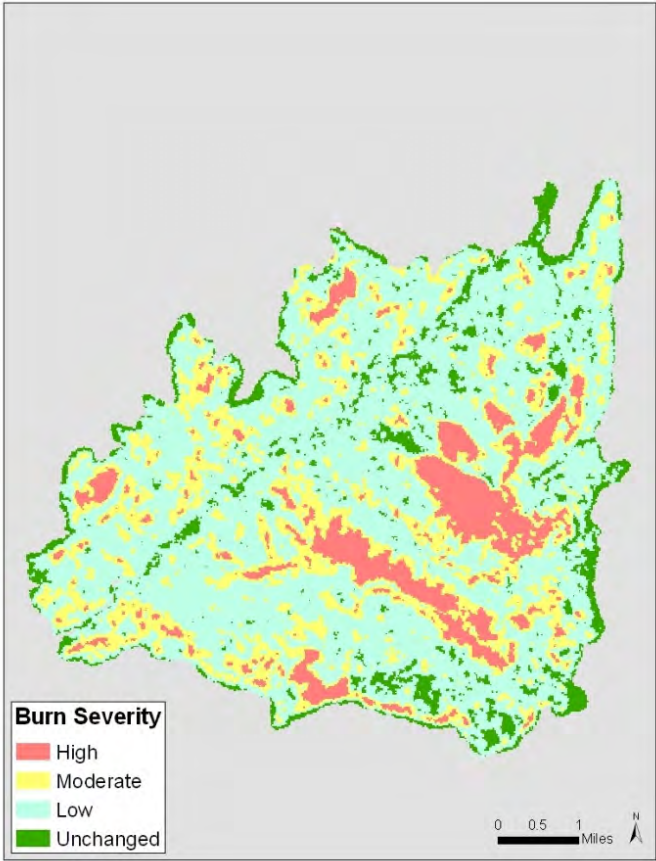 Burn Severity
High
Moderate
Low
Unchanged
0 0.5 1
Miles
N